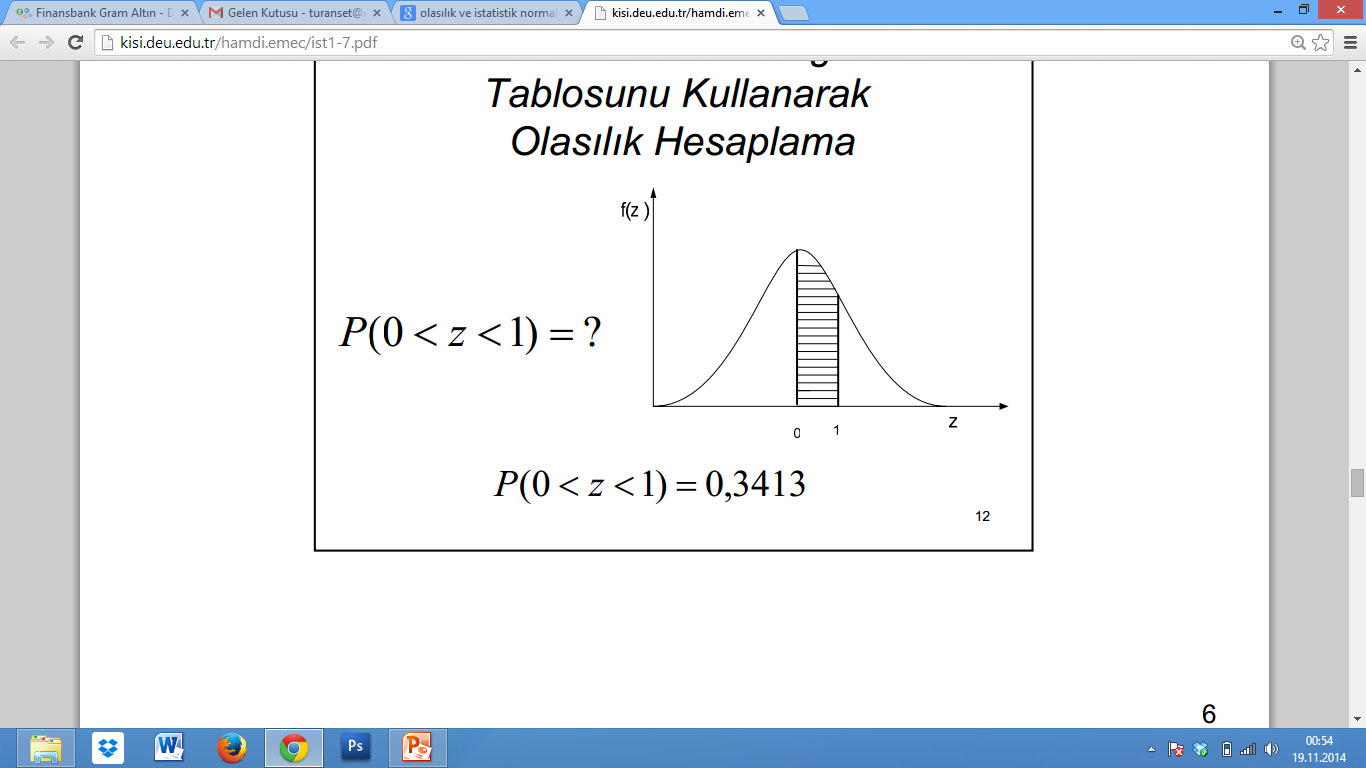 Finansbank Gram Altın - D
Gelen Kutusu - turanset@
olasılık ve istatistik normal
kisi.deu.edu.tr/hamdi.eme
kisi.deu.edu.tr/hamdi.emec/ist1-7.pdf
Tablosunu Kullanarak
Olasılık Hesaplama
f(z )
P(0 < z < 1) = ?
0 1 z
P(0 < z < 1) = 0,3413
12
6
W Ps P
00:54
19.11.2014